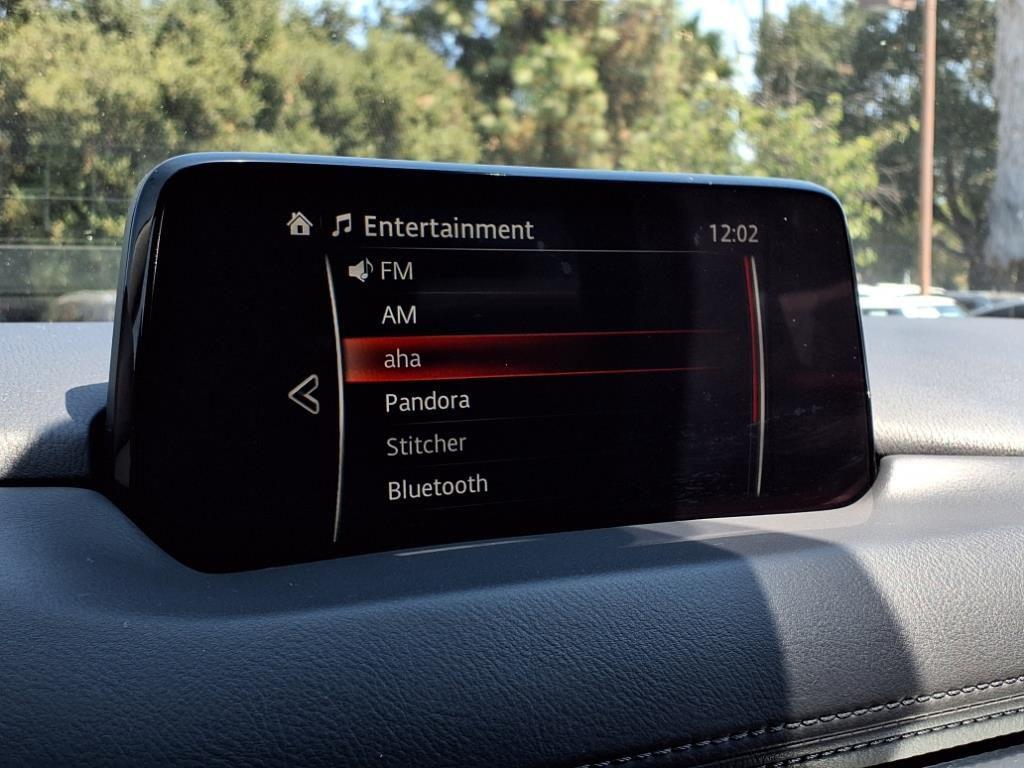 Entertainment 12:02
FM
AM
aha
Pandora
Stitcher
Bluetooth